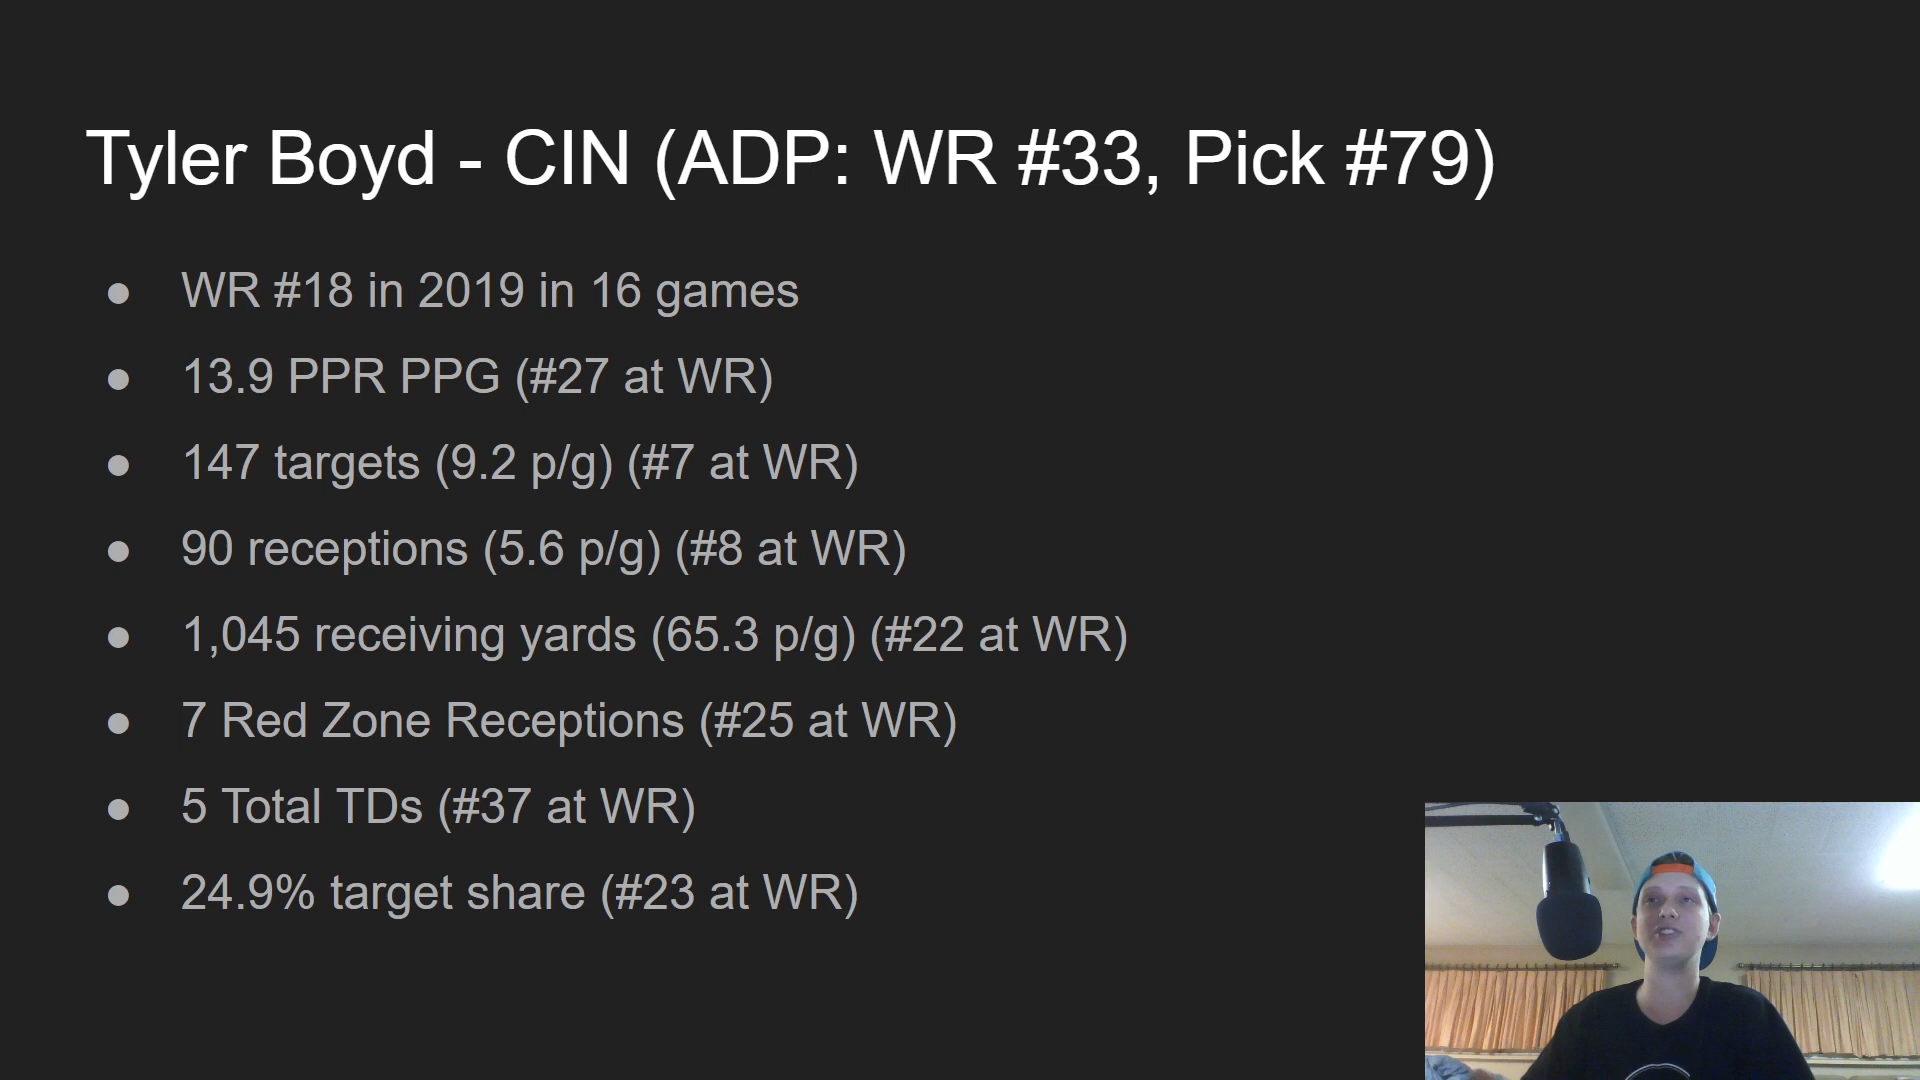 Tyler Boyd - CIN (ADP: WR #33, Pick #79)
● WR #18 in 2019 in 16 games
● 13.9 PPR PPG (#27 at WR)
● 147 targets (9.2 p/g) (#7 at WR)
● 90 receptions (5.6 p/g) (#8 at WR)
● 1,045 receiving yards (65.3 p/g) (#22 at WR)
● 7 Red Zone Receptions (#25 at WR)
● 5 Total TDs (#37 at WR)
● 24.9% target share (#23 at WR)